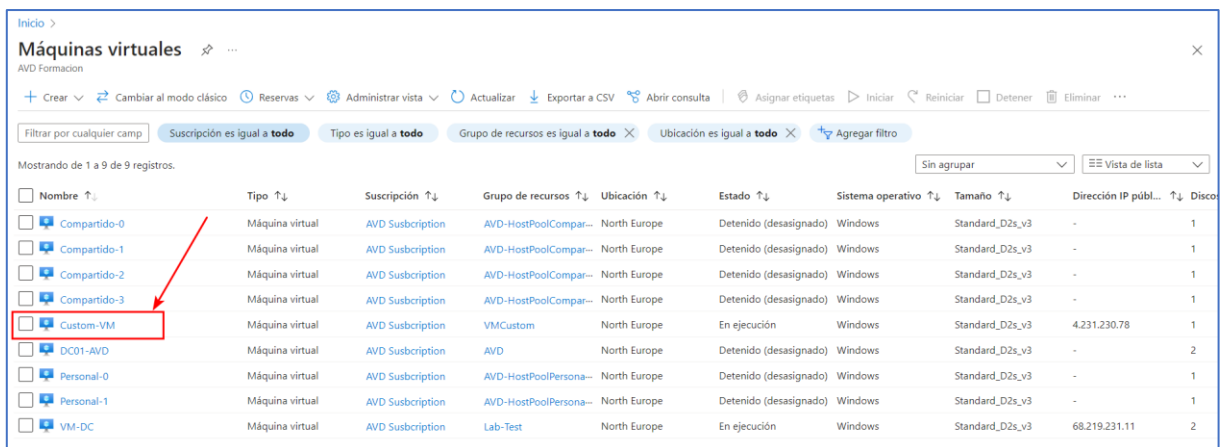 Inicio >
Máquinas virtuales ...
AVD Formacion
Crear Cambiar al modo clásico Reservas Administrar vista Actualizar Exportar a CSV Abrir consulta Asignar etiquetas Iniciar Reiniciar Detener Eliminar ...
Filtrar por cualquier camp Suscripción es igual a todo Tipo es igual a todo Grupo de recursos es igual a todo Ubicación es igual a todo Agregar filtro
Mostrando de 1 a 9 de 9 registros. Sin agrupar Vista de lista
Nombre Tipo Suscripción Grupo de recursos Ubicación Estado Sistema operativo Tamaño Dirección IP públ... Discos
Compartido-0 Máquina virtual AVD Susbcription AVD-HostPoolCompar... North Europe Detenido (desasignado) Windows Standard_D2s_v3 - 1
Compartido-1 Máquina virtual AVD Susbcription AVD-HostPoolCompar... North Europe Detenido (desasignado) Windows Standard_D2s_v3 - 1
Compartido-2 Máquina virtual AVD Susbcription AVD-HostPoolCompar... North Europe Detenido (desasignado) Windows Standard_D2s_v3 - 1
Compartido-3 Máquina virtual AVD Susbcription AVD-HostPoolCompar... North Europe Detenido (desasignado) Windows Standard_D2s_v3 - 1
Custom-VM Máquina virtual AVD Susbcription VMCustom North Europe En ejecución Windows Standard_D2s_v3 4.231.230.78 1
DC01-AVD Máquina virtual AVD Susbcription AVD North Europe Detenido (desasignado) Windows Standard_D2s_v3 - 2
Personal-0 Máquina virtual AVD Susbcription AVD-HostPoolPersona... North Europe Detenido (desasignado) Windows Standard_D2s_v3 - 1
Personal-1 Máquina virtual AVD Susbcription AVD-HostPoolPersona... North Europe Detenido (desasignado) Windows Standard_D2s_v3 - 1
VM-DC Máquina virtual AVD Susbcription Lab-Test North Europe En ejecución Windows Standard_D2s_v3 68.219.231.11 2